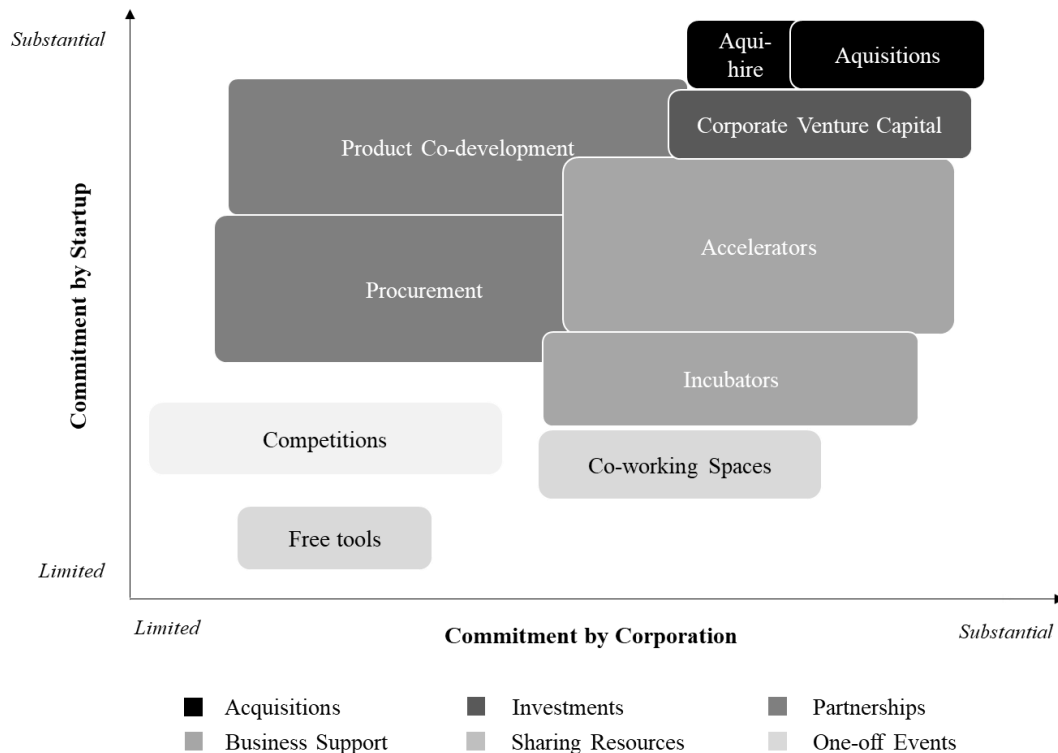 Substantial
Aqui-
hire
Aquisitions
Corporate Venture Capital
Product Co-development
Accelerators
Procurement
Incubators
Competitions
Co-working Spaces
Free tools
Commitment by Startup
Limited
Limited
Commitment by Corporation
Substantial
Acquisitions
Investments
Partnerships
Business Support
Sharing Resources
One-off Events